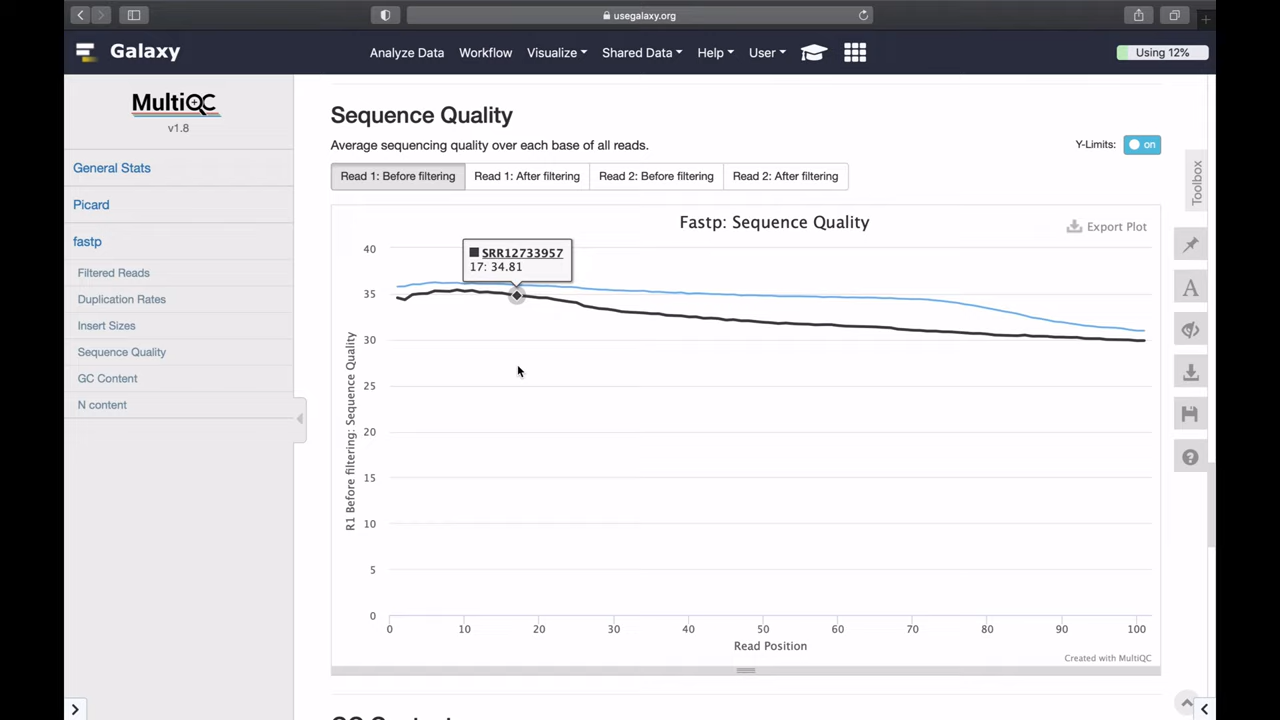 usegalaxy.org
Galaxy
Analyze Data Workflow Visualize Shared Data Help User
Using 12%
MultiQC
v1.8
General Stats
Picard
fastp
Filtered Reads
Duplication Rates
Insert Sizes
Sequence Quality
GC Content
N content
Sequence Quality
Average sequencing quality over each base of all reads.
Y-Limits: on
Read 1: Before filtering Read 1: After filtering Read 2: Before filtering Read 2: After filtering
Fastp: Sequence Quality
Export Plot
SRR12733957
17: 34.81
R1 Before filtering: Sequence Quality
40
35
30
25
20
15
10
5
0
0 10 20 30 40 50 60 70 80 90 100
Read Position
Created with MultiQC
Toolbox
A